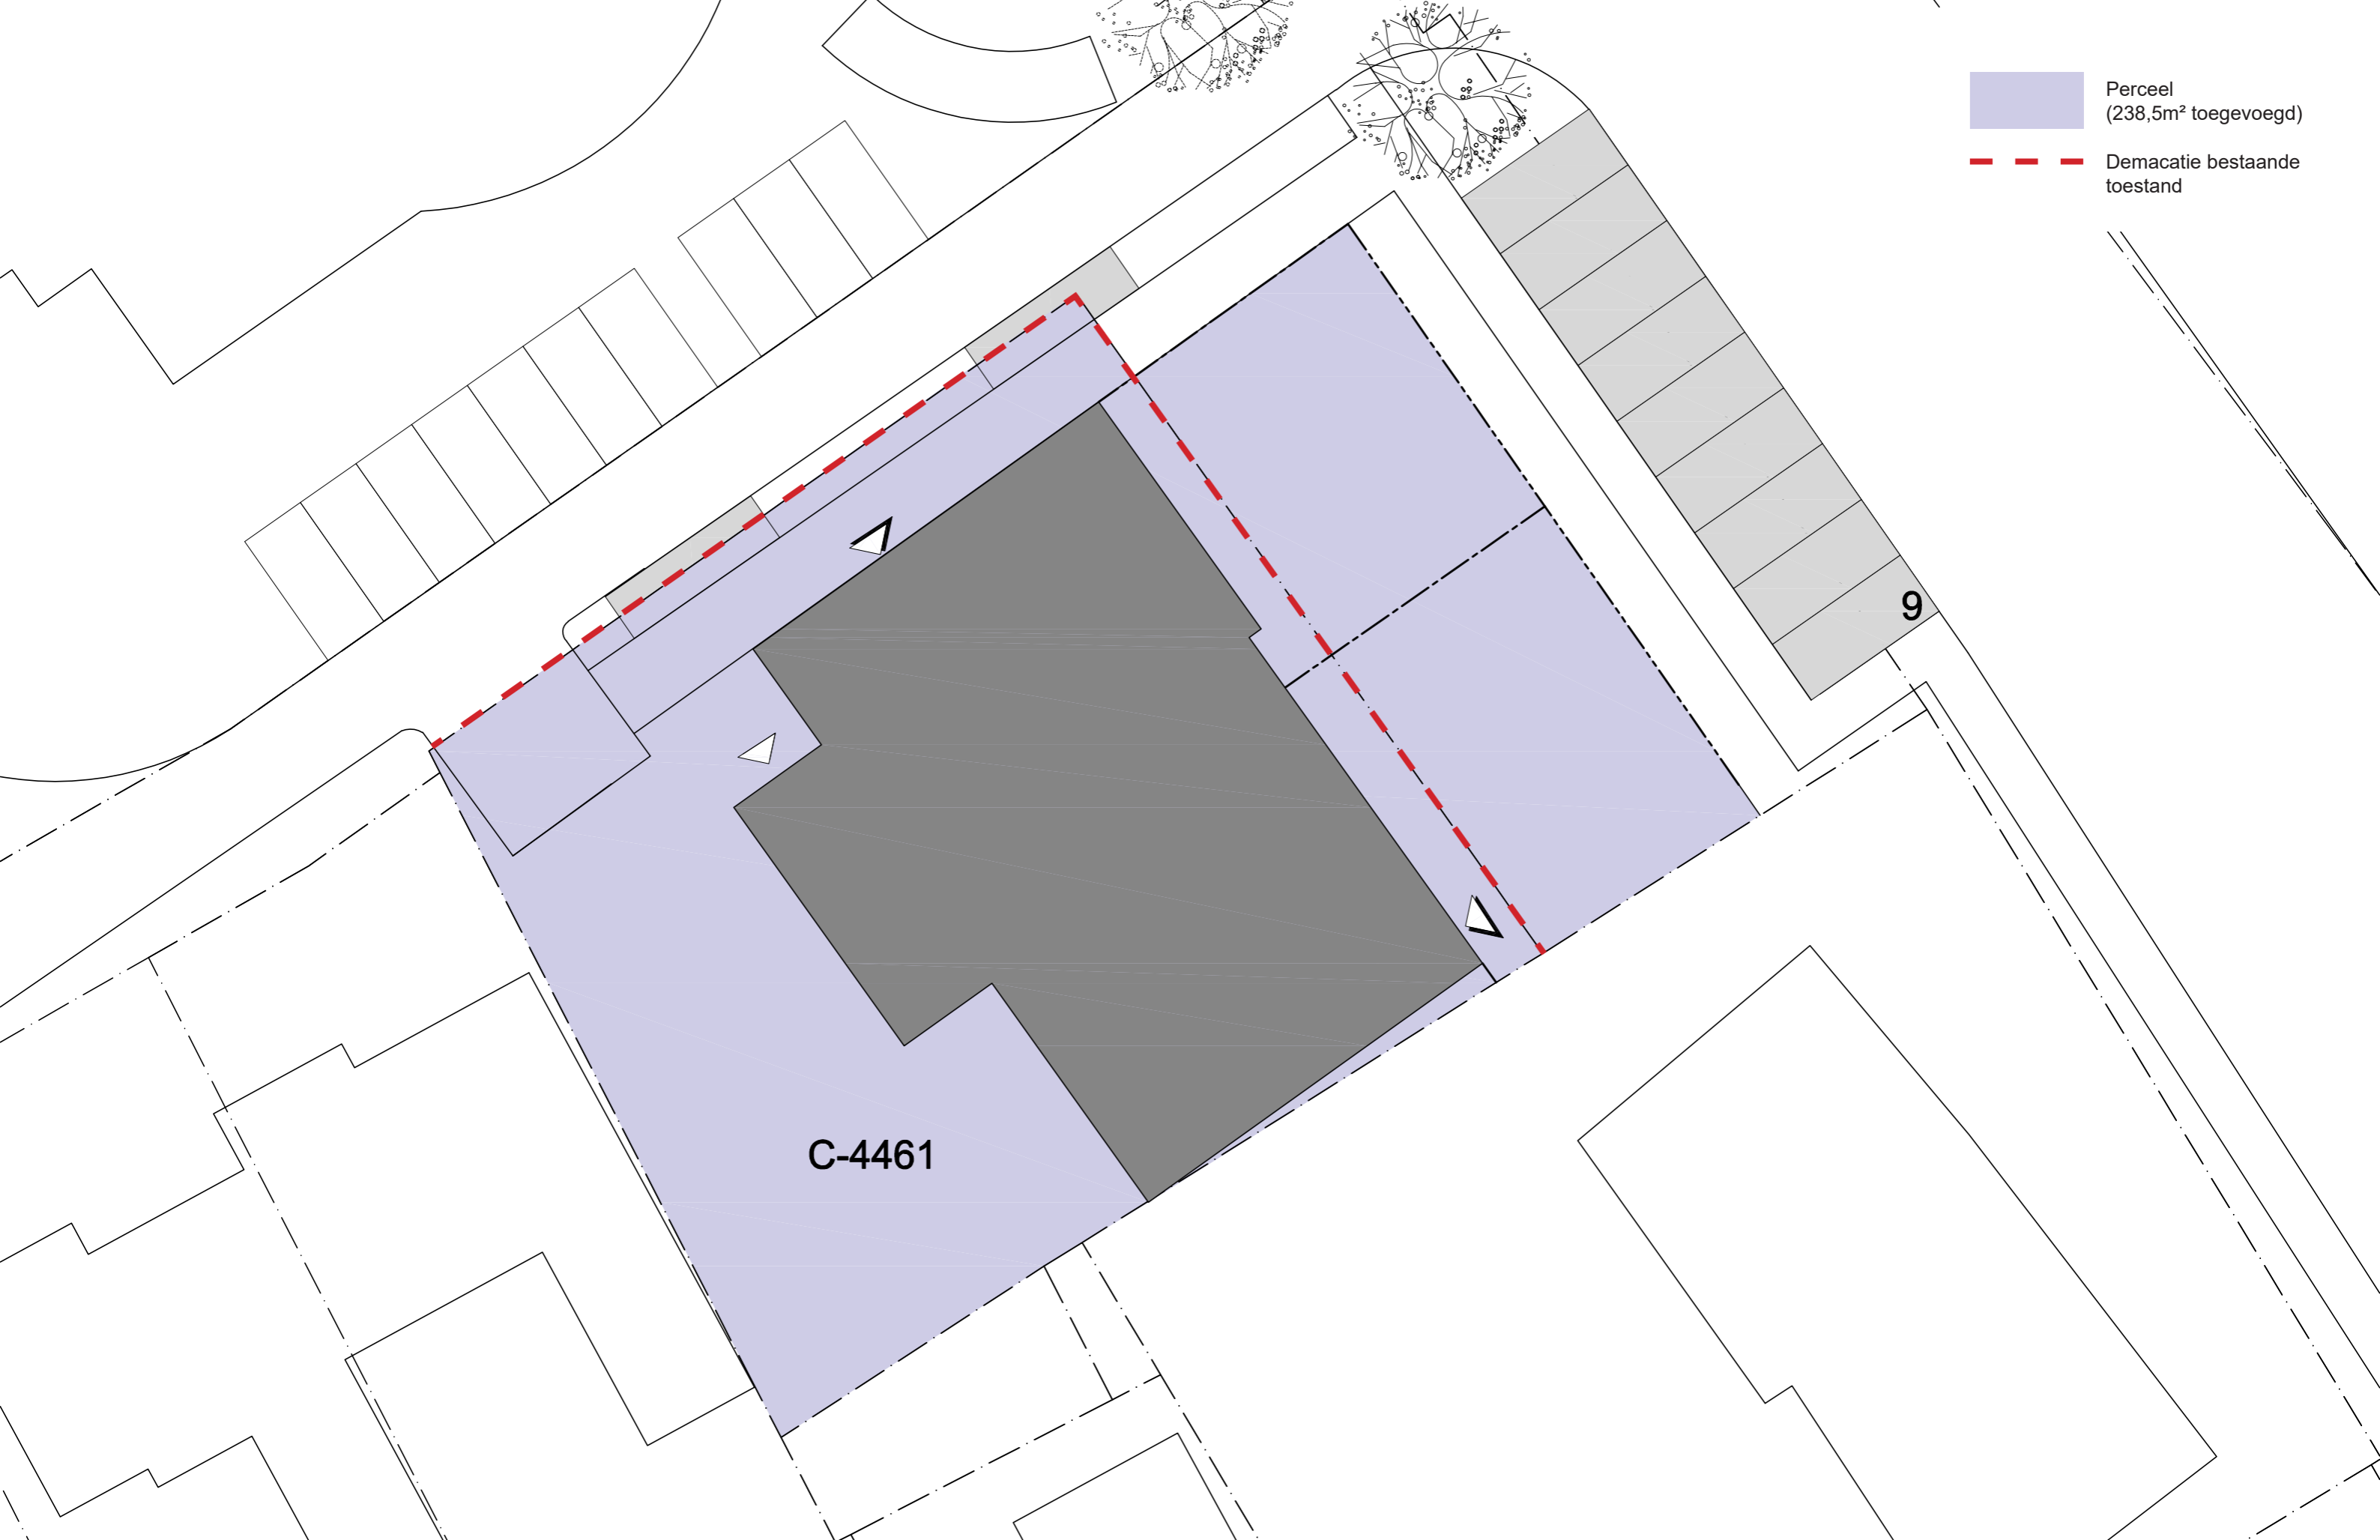 Perceel
(238,5m² toegevoegd)
Demacatie bestaande
toestand
9
C-4461